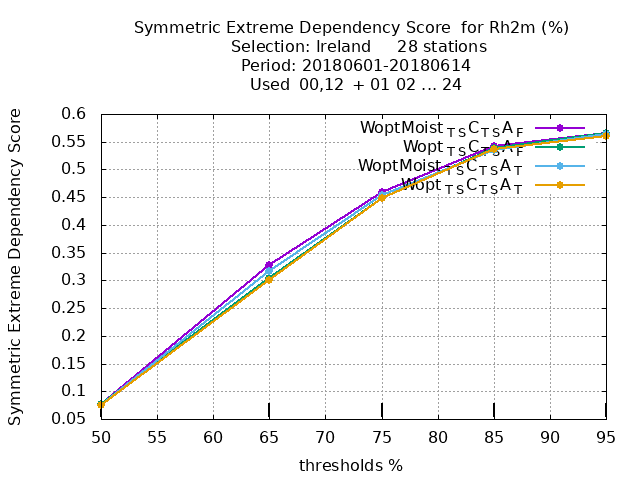 Symmetric Extreme Dependency Score for Rh2m (%)
Selection: Ireland 28 stations
Period: 20180601-20180614
Used 00,12 + 01 02 ... 24
Symmetric Extreme Dependency Score
0.6
0.55
0.5
0.45
0.4
0.35
0.3
0.25
0.2
0.15
0.1
0.05
WoptMoist TS C TS A F
Wopt TS C TS A F
WoptMoist TS C TS A T
Wopt TS C TS A T
50 55 60 65 70 75 80 85 90 95
thresholds %